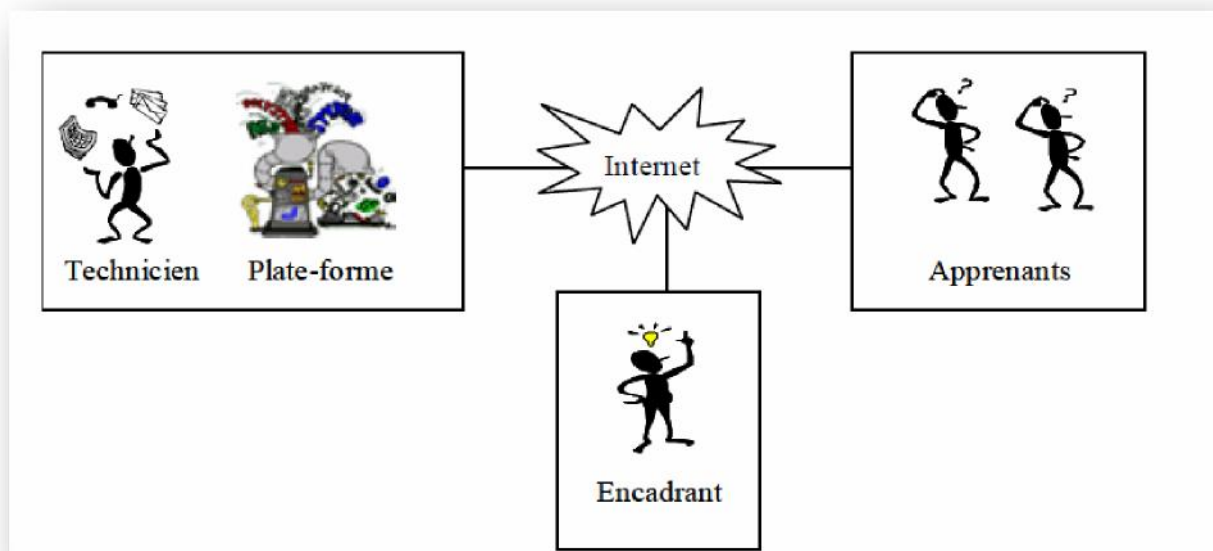 Internet
Technicien
Plate-forme
? ?
Apprenants
Encadrant